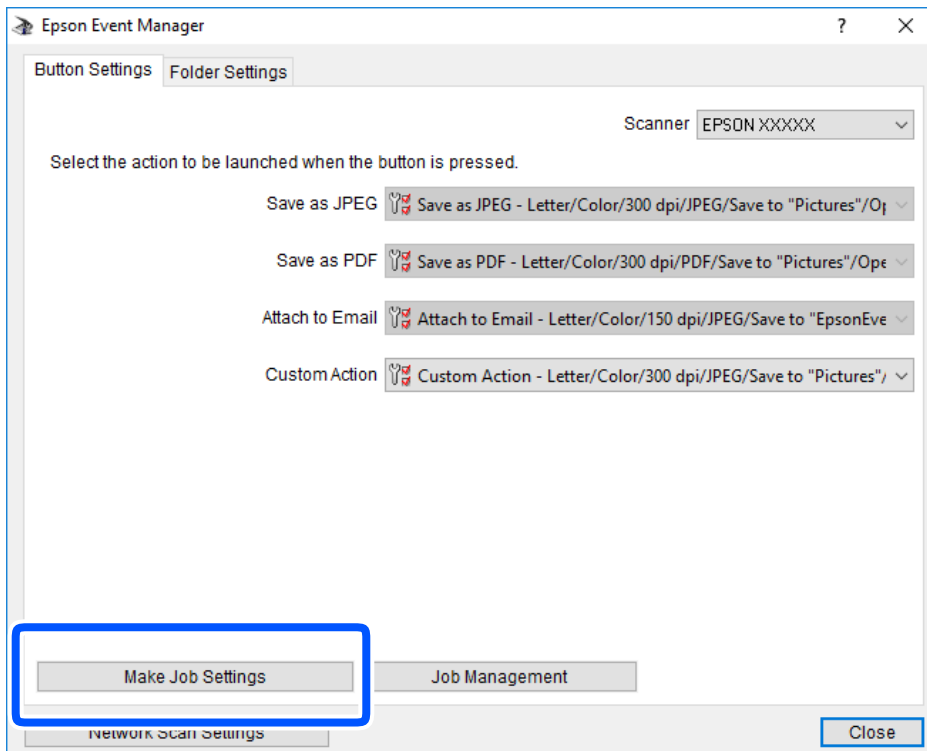 Epson Event Manager
Button Settings Folder Settings
Scanner EPSON XXXXX
Select the action to be launched when the button is pressed.
Save as JPEG Save as JPEG - Letter/Color/300 dpi/JPEG/Save to "Pictures"/Op
Save as PDF Save as PDF - Letter/Color/300 dpi/PDF/Save to "Pictures"/Ope
Attach to Email Attach to Email - Letter/Color/150 dpi/JPEG/Save to "EpsonEve
Custom Action Custom Action - Letter/Color/300 dpi/JPEG/Save to "Pictures"/
Make Job Settings Job Management
Network Scan Settings Close